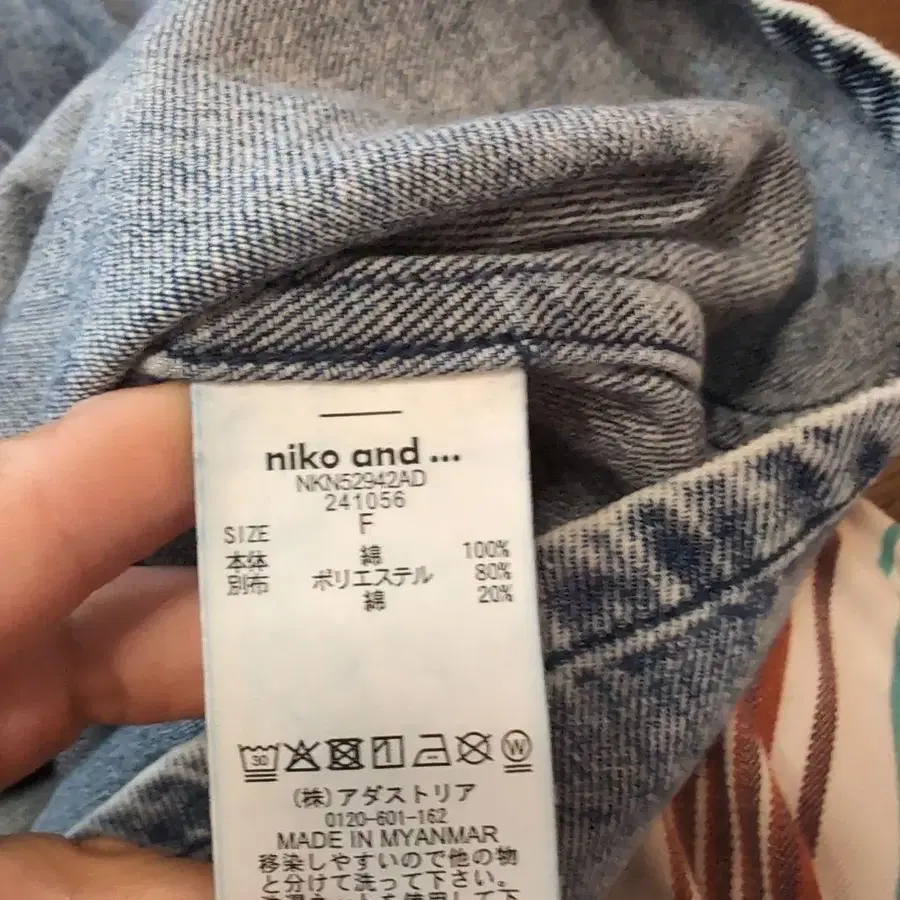 niko and ...
NKN52942AD
241056
SIZE F
本体 綿 100%
別布 ポリエステル 80%
綿 20%
30 W
(株)アダストリア
0120-601-162
MADE IN MYANMAR
移染しやすいので他の物
と分けて洗って下さい。